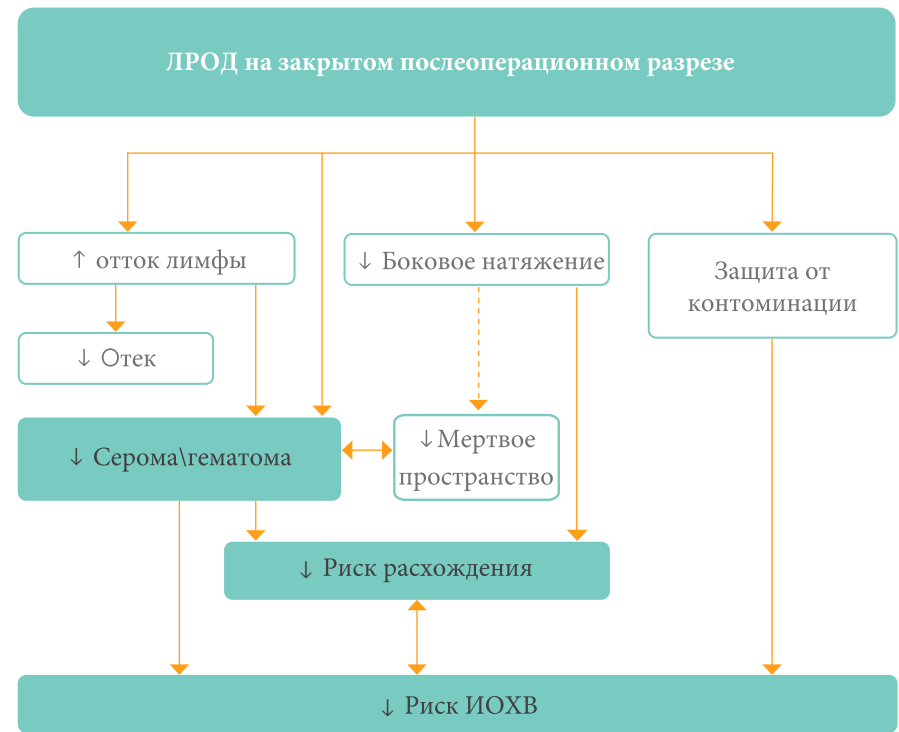 ЛРОД на закрытом послеоперационном разрезе
↑ отток лимфы
↓ Боковое натяжение
Защита от
контоминации
↓ Отек
↓ Серома\гематома
↓ Мертвое
пространство
↓ Риск расхождения
↓ Риск ИОХВ